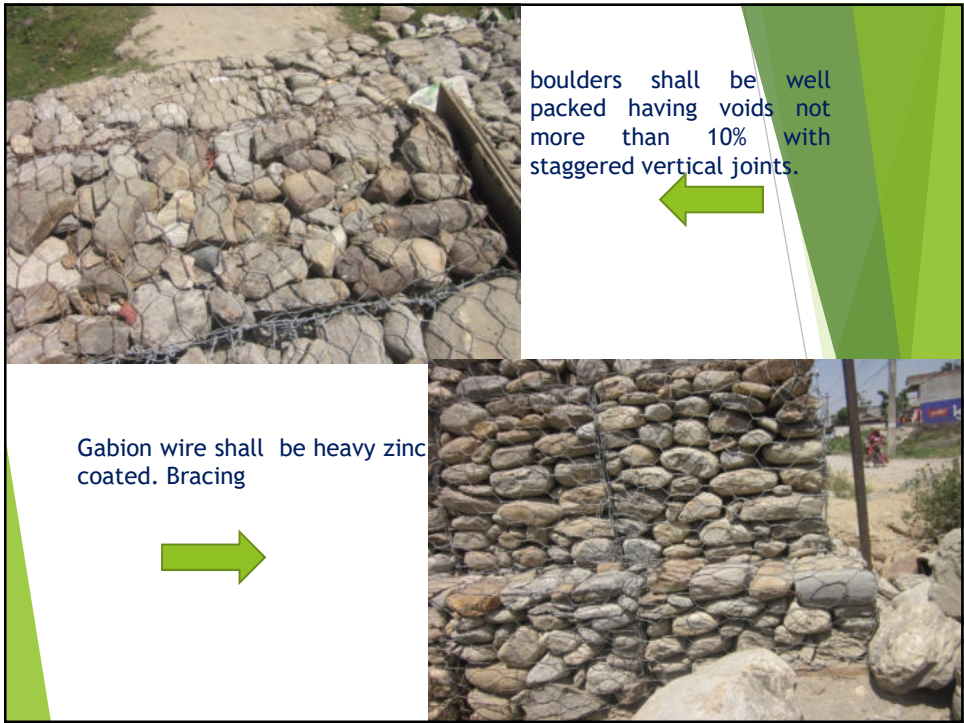 boulders shall be well
packed having voids not
more than 10% with
staggered vertical joints.
Gabion wire shall be heavy zinc
coated. Bracing